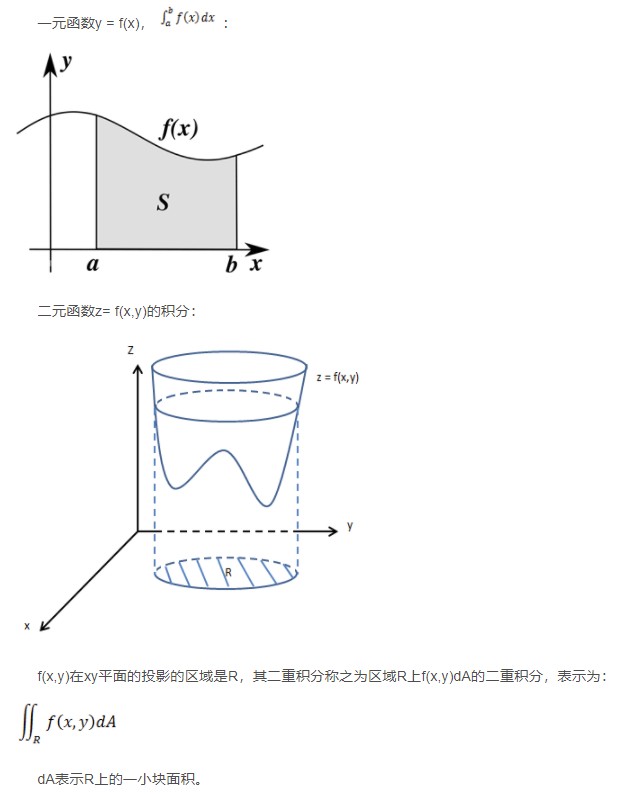 一元函数y = f(x)， ∫_a^b f(x)dx ：
y
f(x)
S
a b x
二元函数z= f(x,y)的积分：
z
z = f(x,y)
y
R
x
f(x,y)在xy平面的投影的区域是R，其二重积分称之为区域R上f(x,y)dA的二重积分，表示为：
∬_R f(x,y)dA
dA表示R上的一小块面积。